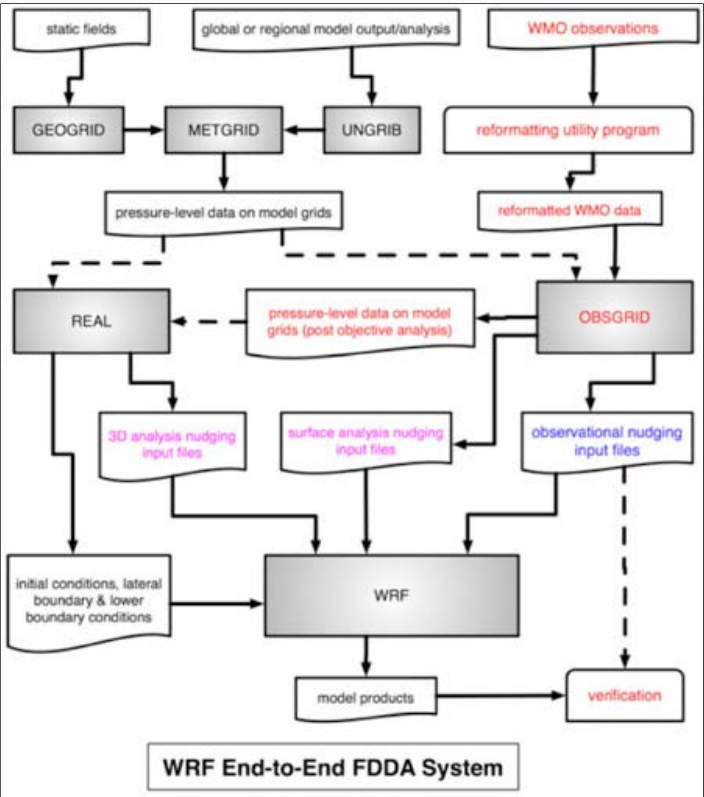 static fields
global or regional model output/analysis
WMO observations
GEOGRID
METGRID
UNGRIB
reformatting utility program
pressure-level data on model grids
reformatted WMO data
REAL
pressure-level data on model
grids (post objective analysis)
OBSGRID
3D analysis nudging
input files
surface analysis nudging
input files
observational nudging
input files
initial conditions, lateral
boundary & lower
boundary conditions
WRF
model products
verification
WRF End-to-End FDDA System